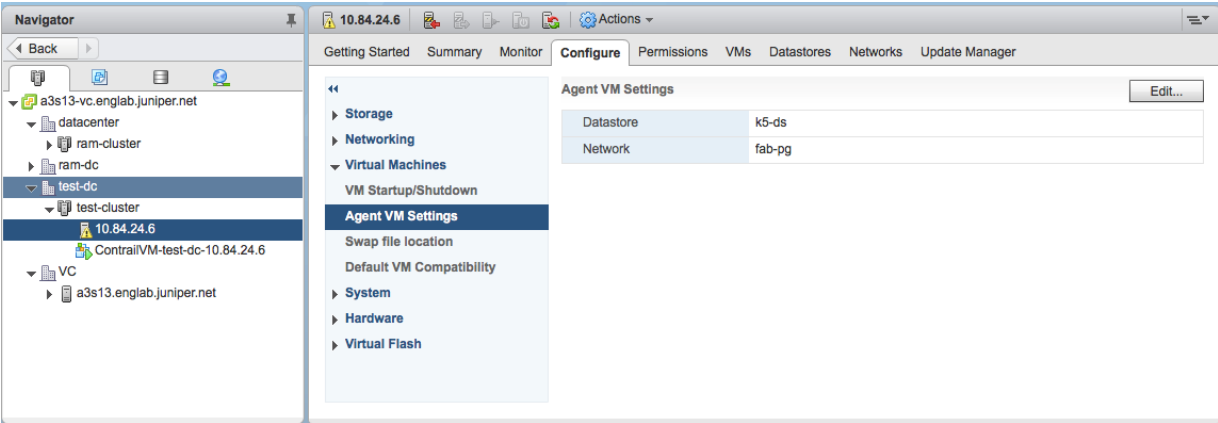 Navigator
Back
a3s13-vc.englab.juniper.net
datacenter
ram-cluster
ram-dc
test-dc
test-cluster
10.84.24.6
ContrailVM-test-dc-10.84.24.6
VC
a3s13.englab.juniper.net
10.84.24.6 Actions
Getting Started Summary Monitor Configure Permissions VMs Datastores Networks Update Manager
Storage
Networking
Virtual Machines
VM Startup/Shutdown
Agent VM Settings
Swap file location
Default VM Compatibility
System
Hardware
Virtual Flash
Agent VM Settings Edit...
Datastore k5-ds
Network fab-pg